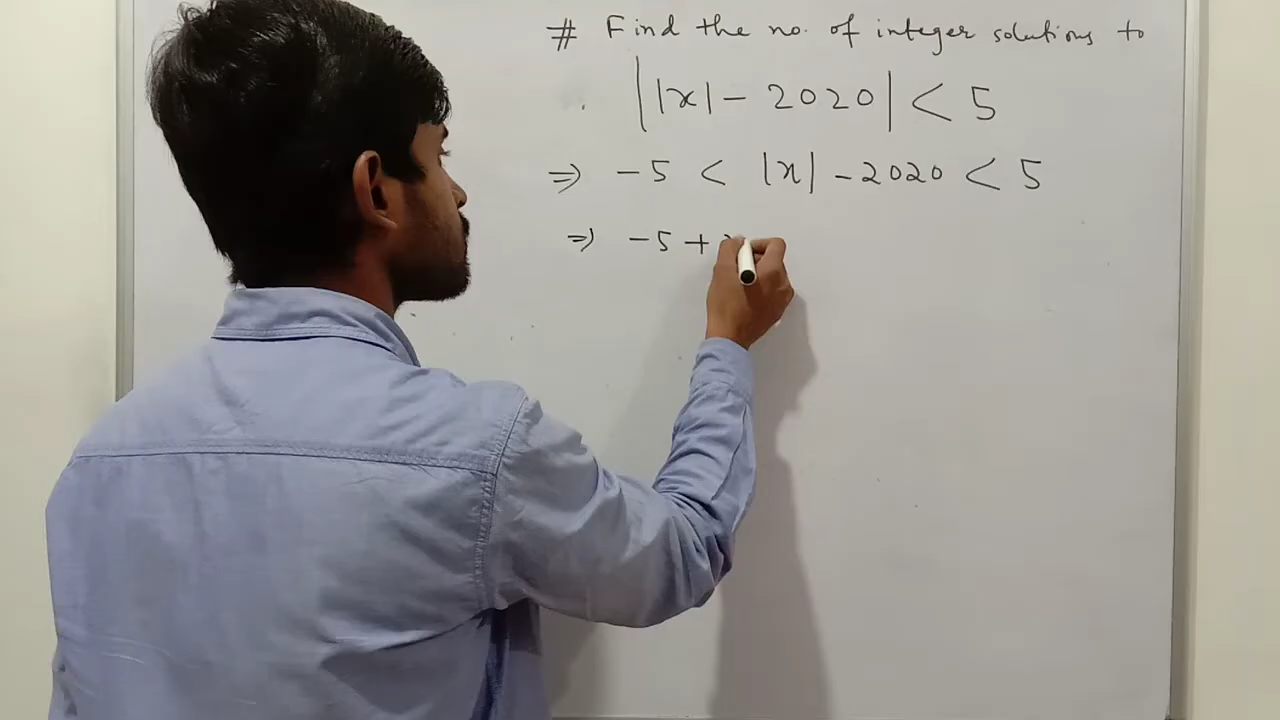 # Find the no. of integer solutions to
||x| - 2020| < 5
⇒ -5 < |x| - 2020 < 5
⇒ -5 +